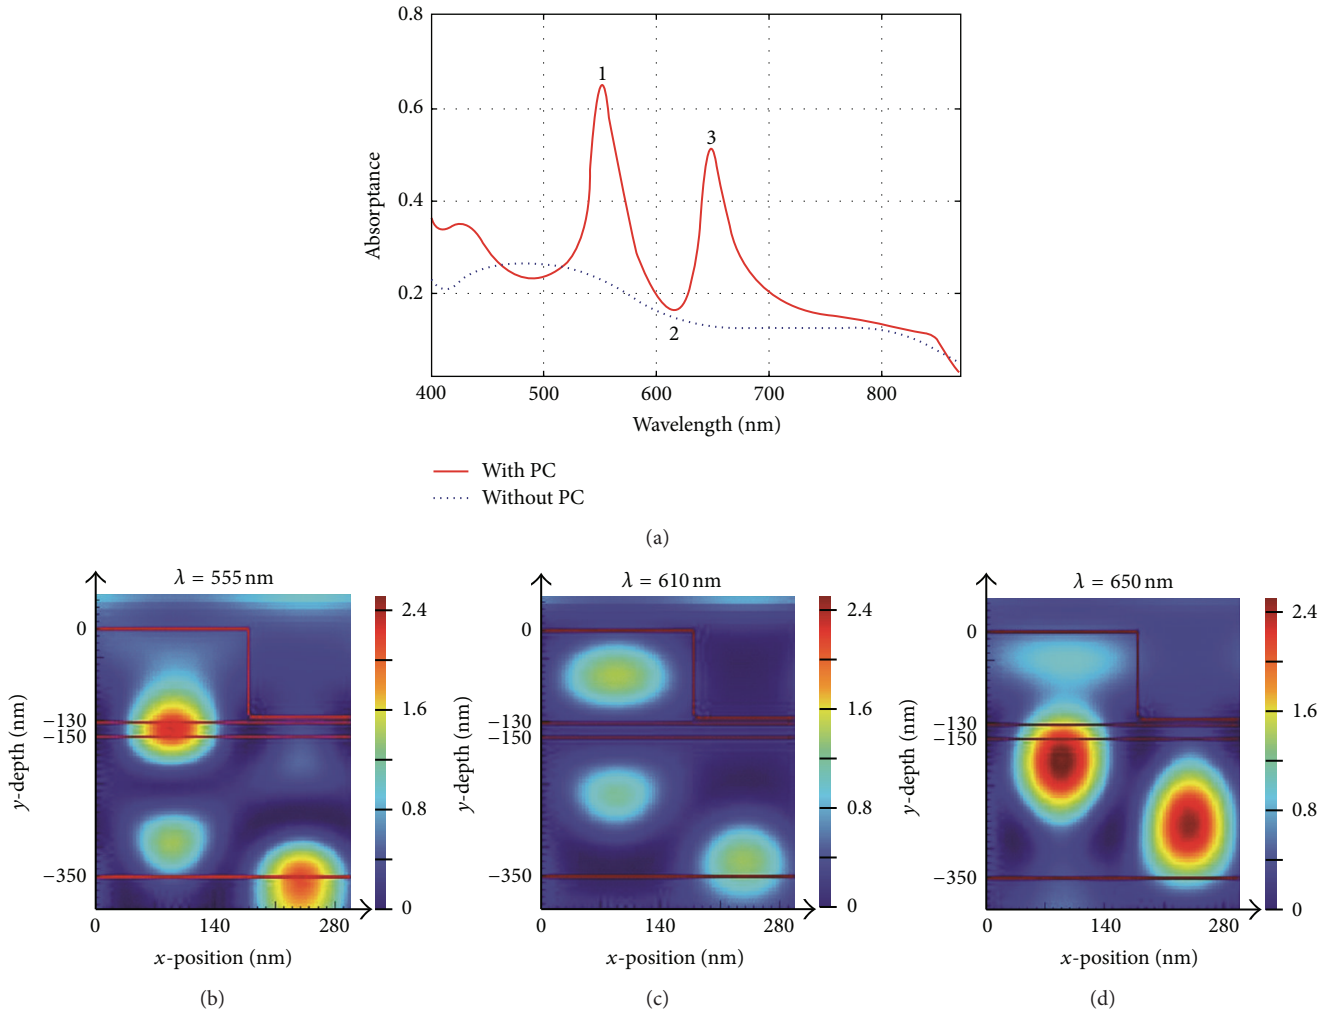 0.8
0.6
0.4
0.2
Absorptance
1
2
3
400 500 600 700 800
Wavelength (nm)
With PC
Without PC
(a)
λ = 555 nm
0
−130
−150
−350
y-depth (nm)
0 140 280
x-position (nm)
2.4
1.6
0.8
0
(b)
λ = 610 nm
0
−130
−150
−350
y-depth (nm)
0 140 280
x-position (nm)
2.4
1.6
0.8
0
(c)
λ = 650 nm
0
−130
−150
−350
y-depth (nm)
0 140 280
x-position (nm)
2.4
1.6
0.8
0
(d)